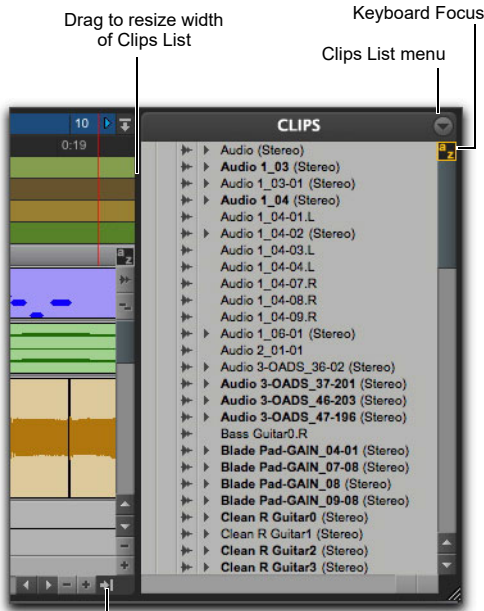 Drag to resize width
of Clips List
Keyboard Focus
Clips List menu
10
0:19
CLIPS
a z
a z
Audio (Stereo)
Audio 1_03 (Stereo)
Audio 1_03-01 (Stereo)
Audio 1_04 (Stereo)
Audio 1_04-01.L
Audio 1_04-02 (Stereo)
Audio 1_04-03.L
Audio 1_04-04.L
Audio 1_04-07.R
Audio 1_04-08.R
Audio 1_04-09.R
Audio 1_06-01 (Stereo)
Audio 2_01-01
Audio 3-OADS_36-02 (Stereo)
Audio 3-OADS_37-201 (Stereo)
Audio 3-OADS_46-203 (Stereo)
Audio 3-OADS_47-196 (Stereo)
Bass Guitar0.R
Blade Pad-GAIN_04-01 (Stereo)
Blade Pad-GAIN_07-08 (Stereo)
Blade Pad-GAIN_08 (Stereo)
Blade Pad-GAIN_09-08 (Stereo)
Clean R Guitar0 (Stereo)
Clean R Guitar1 (Stereo)
Clean R Guitar2 (Stereo)
Clean R Guitar3 (Stereo)